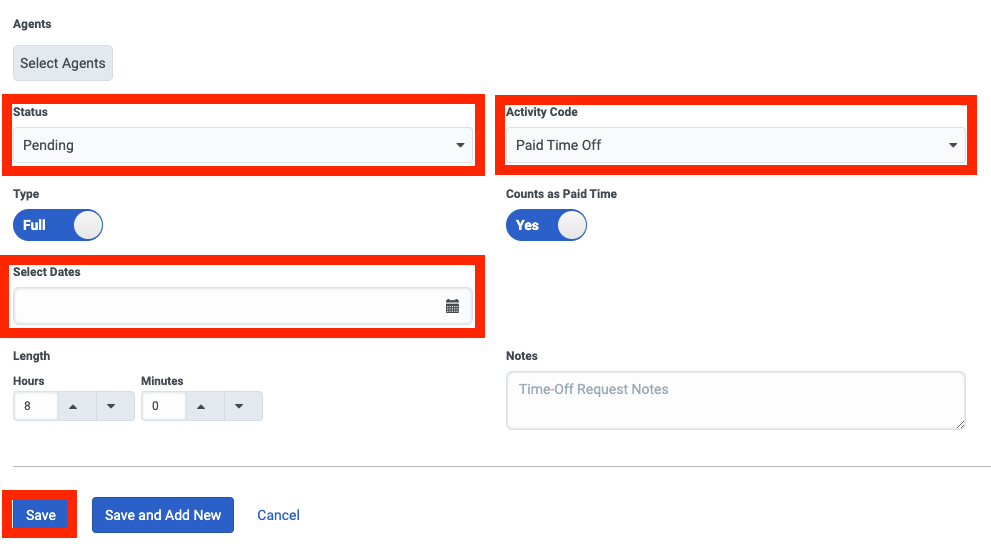 Agents
Select Agents
Status
Activity Code
Pending
Paid Time Off
Type
Counts as Paid Time
Full
Yes
Select Dates
Length
Notes
Hours
Minutes
8
0
Time-Off Request Notes
Save
Save and Add New
Cancel